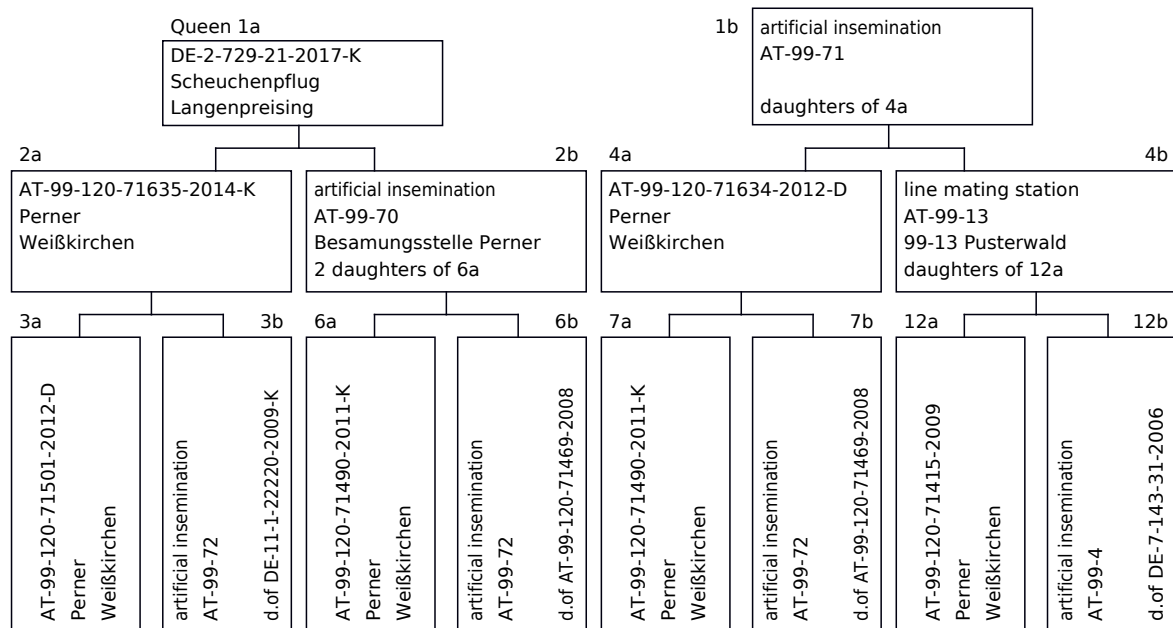 Queen 1a
DE-2-729-21-2017-K
Scheuchenpflug
Langenpreising
1b
artificial insemination
AT-99-71
daughters of 4a
2a
AT-99-120-71635-2014-K
Perner
Weißkirchen
2b
artificial insemination
AT-99-70
Besamungsstelle Perner
2 daughters of 6a
4a
AT-99-120-71634-2012-D
Perner
Weißkirchen
4b
line mating station
AT-99-13
99-13 Pusterwald
daughters of 12a
3a
AT-99-120-71501-2012-D
Perner
Weißkirchen
3b
artificial insemination
AT-99-72
d.of DE-11-1-22220-2009-K
6a
AT-99-120-71490-2011-K
Perner
Weißkirchen
6b
artificial insemination
AT-99-72
d.of AT-99-120-71469-2008
7a
AT-99-120-71490-2011-K
Perner
Weißkirchen
7b
artificial insemination
AT-99-72
d.of AT-99-120-71469-2008
12a
AT-99-120-71415-2009
Perner
Weißkirchen
12b
artificial insemination
AT-99-4
d.of DE-7-143-31-2006